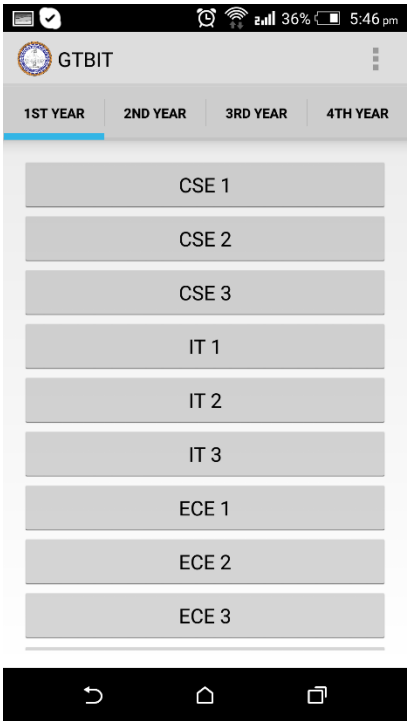 36% 5:46 pm
GTBIT
1ST YEAR 2ND YEAR 3RD YEAR 4TH YEAR
CSE 1
CSE 2
CSE 3
IT 1
IT 2
IT 3
ECE 1
ECE 2
ECE 3